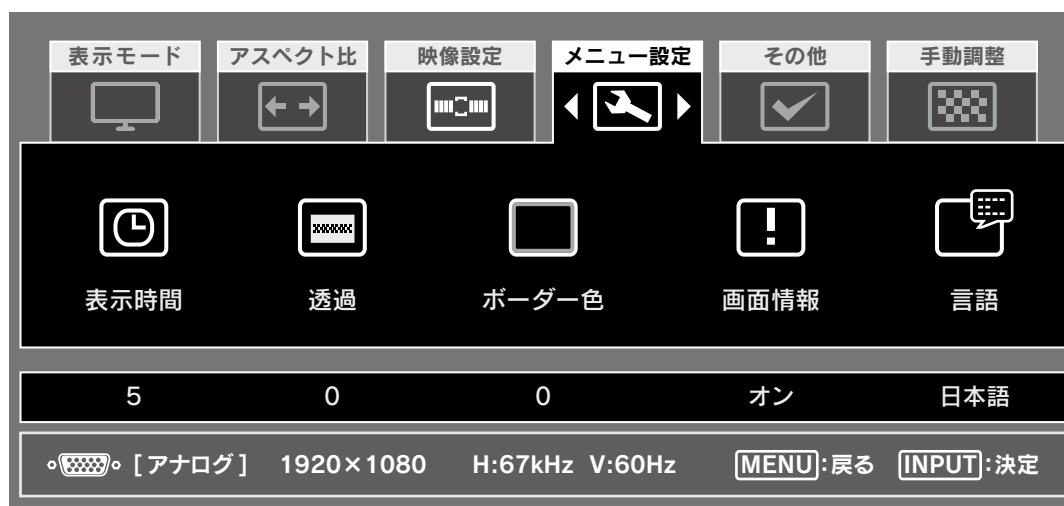 表示モード アスペクト比 映像設定 メニュー設定 その他 手動調整
表示時間 透過 ボーダー色 画面情報 言語
5 0 0 オン 日本語
[アナログ] 1920×1080 H:67kHz V:60Hz MENU:戻る INPUT:決定